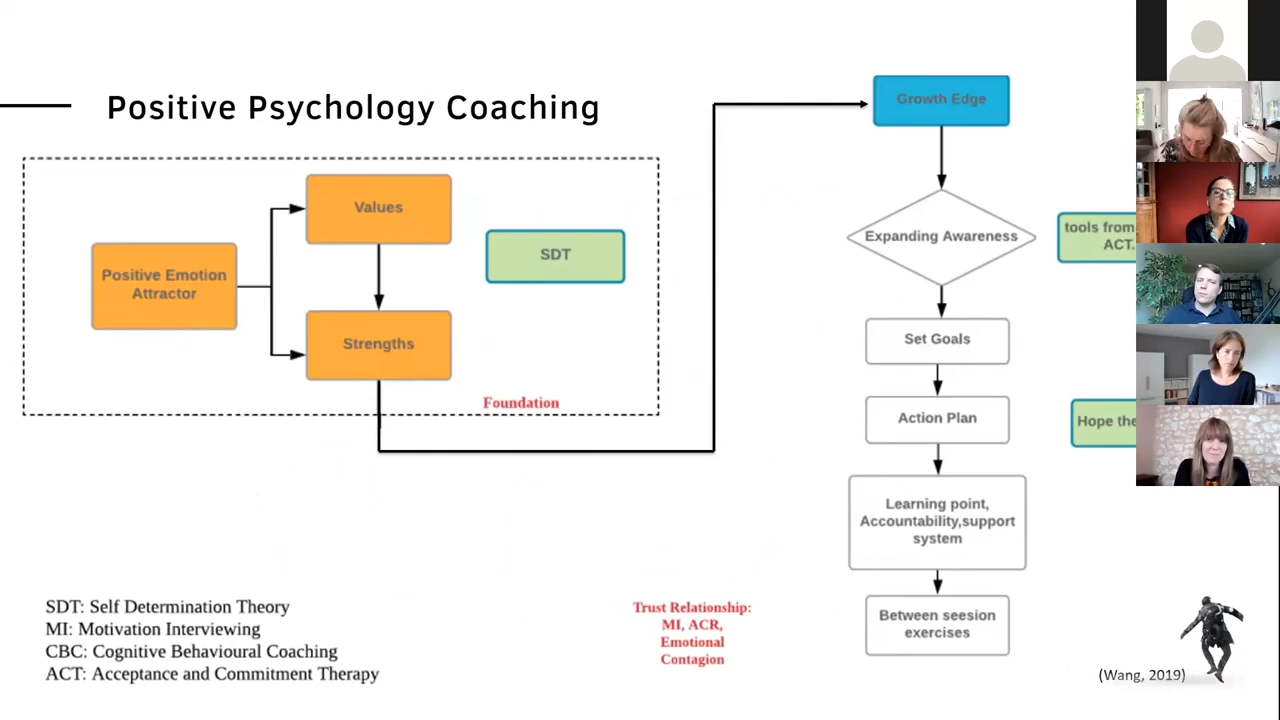 Positive Psychology Coaching
Positive Emotion
Attractor
Values
Strengths
SDT
Foundation
Growth Edge
Expanding Awareness
tools from
ACT.
Set Goals
Action Plan
Hope the
Learning point,
Accountability,support
system
Between seesion
exercises
SDT: Self Determination Theory
MI: Motivation Interviewing
CBC: Cognitive Behavioural Coaching
ACT: Acceptance and Commitment Therapy
Trust Relationship:
MI, ACR,
Emotional
Contagion
(Wang, 2019)